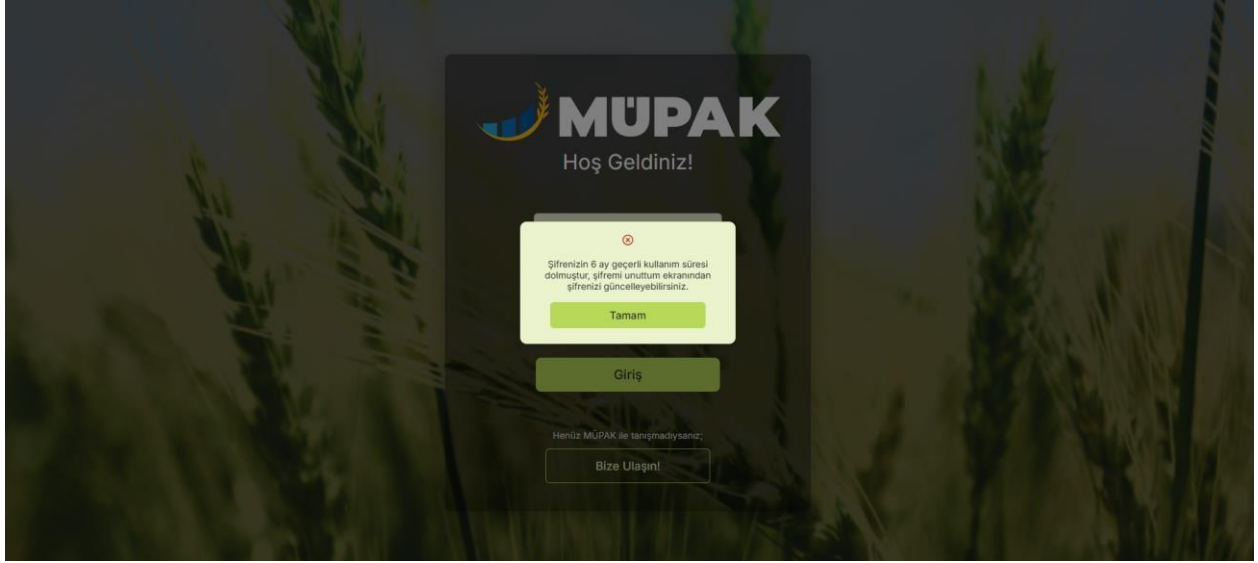 MÜPAK
Hoş Geldiniz!
Şifrenizin 6 ay geçerli kullanım süresi
dolmuştur, şifremi unuttum ekranından
şifrenizi güncelleyebilirsiniz.
Tamam
Giriş
Henüz MÜPAK ile tanışmadıysanız;
Bize Ulaşın!